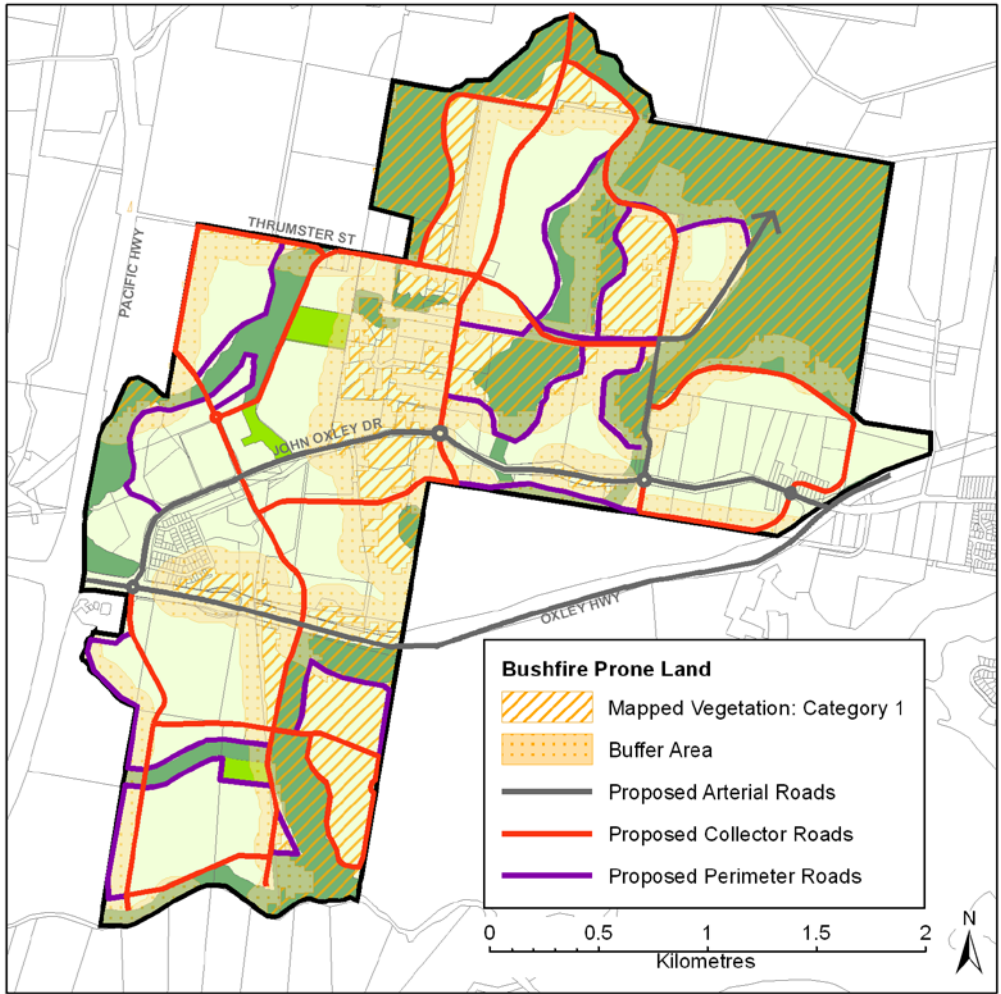 THRUMSTER ST
PACIFIC HWY
JOHN OXLEY DR
OXLEY HWY
Bushfire Prone Land
Mapped Vegetation: Category 1
Buffer Area
Proposed Arterial Roads
Proposed Collector Roads
Proposed Perimeter Roads
N
0 0.5 1 1.5 2
Kilometres